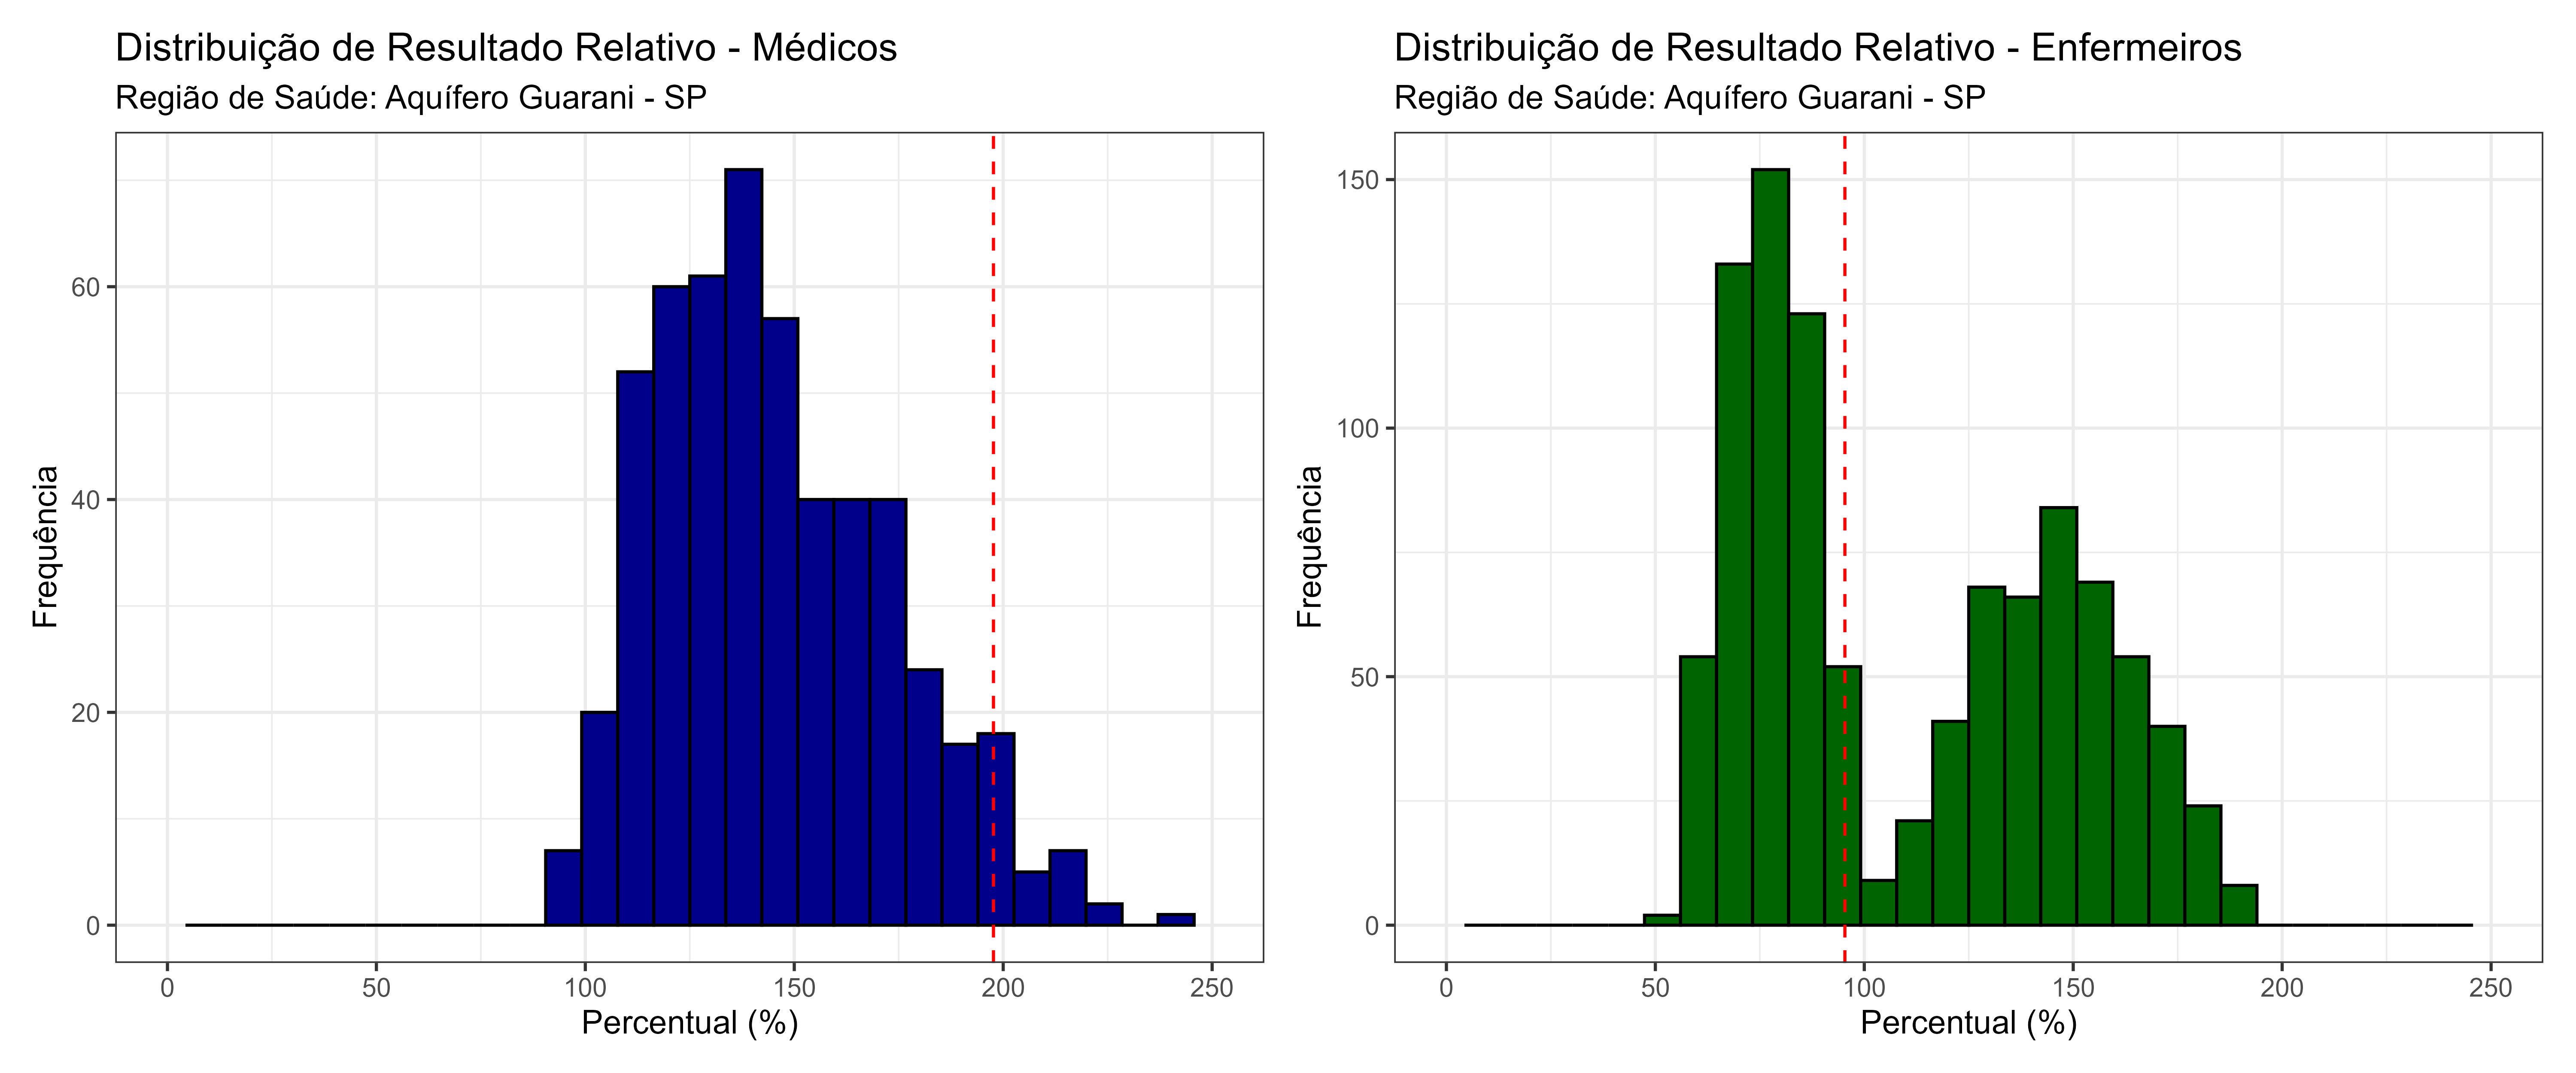 Distribuição de Resultado Relativo - Médicos
Região de Saúde: Aquífero Guarani - SP
Frequência
60
40
20
0
0 50 100 150 200 250
Percentual (%)
Distribuição de Resultado Relativo - Enfermeiros
Região de Saúde: Aquífero Guarani - SP
Frequência
150
100
50
0
0 50 100 150 200 250
Percentual (%)